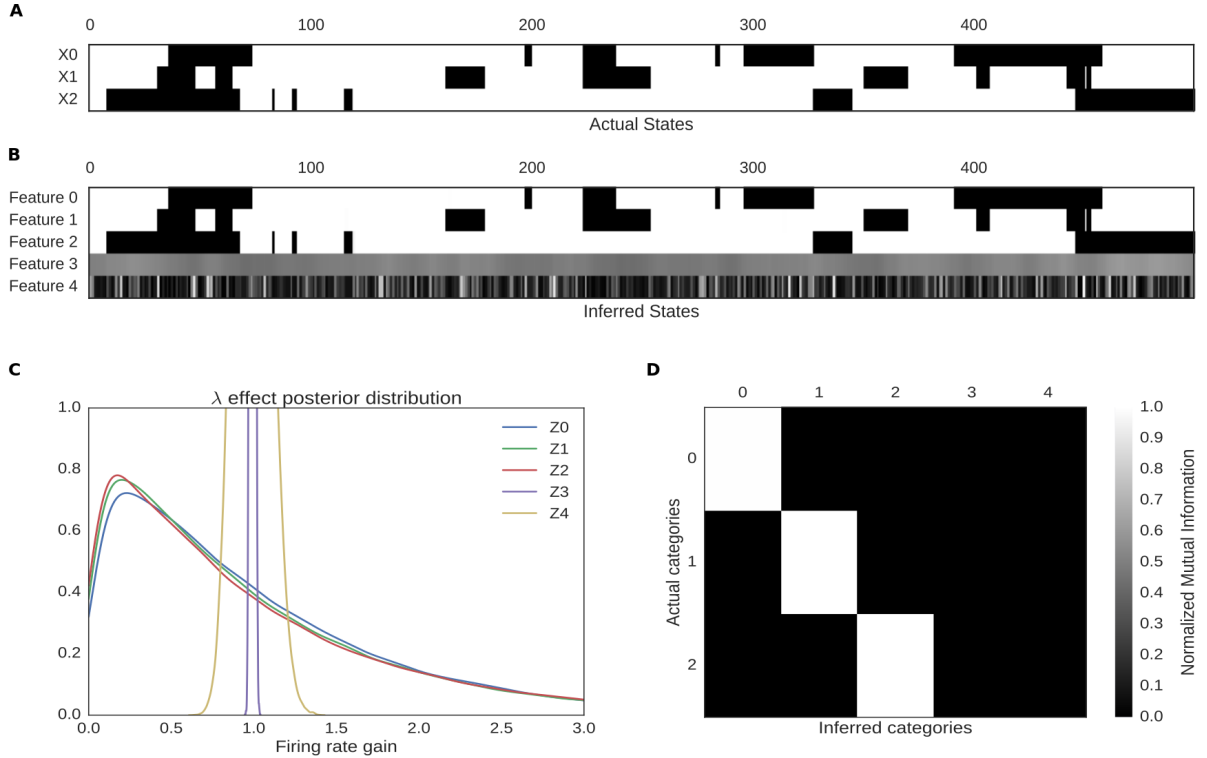 A
0 100 200 300 400
X0
X1
X2
Actual States
B
0 100 200 300 400
Feature 0
Feature 1
Feature 2
Feature 3
Feature 4
Inferred States
C
λ effect posterior distribution
1.0
0.8
0.6
0.4
0.2
0.0
Z0
Z1
Z2
Z3
Z4
0.0 0.5 1.0 1.5 2.0 2.5 3.0
Firing rate gain
D
0 1 2 3 4
Actual categories
0
1
2
Inferred categories
1.0
0.9
0.8
0.7
0.6
0.5
0.4
0.3
0.2
0.1
0.0
Normalized Mutual Information